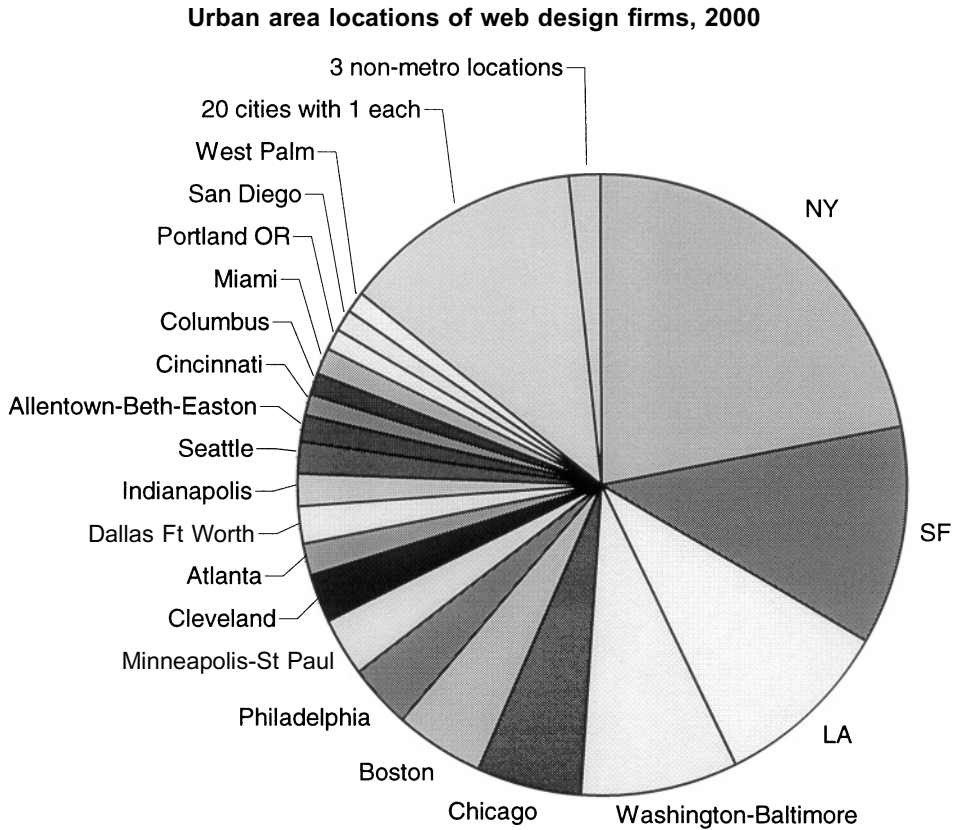 Urban area locations of web design firms, 2000
3 non-metro locations
20 cities with 1 each
West Palm
San Diego
Portland OR
Miami
Columbus
Cincinnati
Allentown-Beth-Easton
Seattle
Indianapolis
Dallas Ft Worth
Atlanta
Cleveland
Minneapolis-St Paul
Philadelphia
Boston
Chicago
Washington-Baltimore
LA
SF
NY